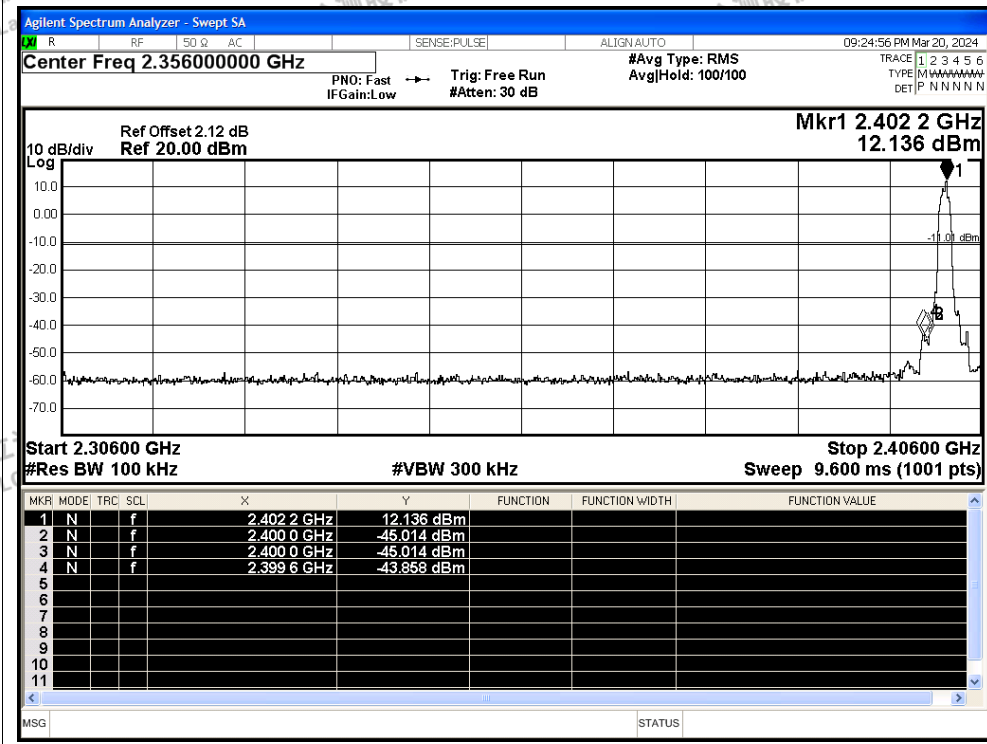 Agilent Spectrum Analyzer - Swept SA
LXI R RF 50 Ω AC SENSE:PULSE ALIGNAUTO 09:24:56 PM Mar 20, 2024
Center Freq 2.356000000 GHz
PNO: Fast
IFGain:Low
Trig: Free Run
#Atten: 30 dB
#Avg Type: RMS
Avg|Hold: 100/100
TRACE 1 2 3 4 5 6
TYPE M
DET P N N N N N
Ref Offset 2.12 dB
10 dB/div Ref 20.00 dBm
Log
Mkr1 2.402 2 GHz
12.136 dBm
1
10.0
0.00
-10.0
-11.01 dBm
-20.0
-30.0
-40.0
-50.0
-60.0
-70.0
Start 2.30600 GHz Stop 2.40600 GHz
#Res BW 100 kHz #VBW 300 kHz Sweep 9.600 ms (1001 pts)
MKR MODE TRC SCL X Y FUNCTION FUNCTION WIDTH FUNCTION VALUE
1 N f 2.402 2 GHz 12.136 dBm
2 N f 2.400 0 GHz -45.014 dBm
3 N f 2.400 0 GHz -45.014 dBm
4 N f 2.399 6 GHz -43.858 dBm
5
6
7
8
9
10
11
MSG STATUS